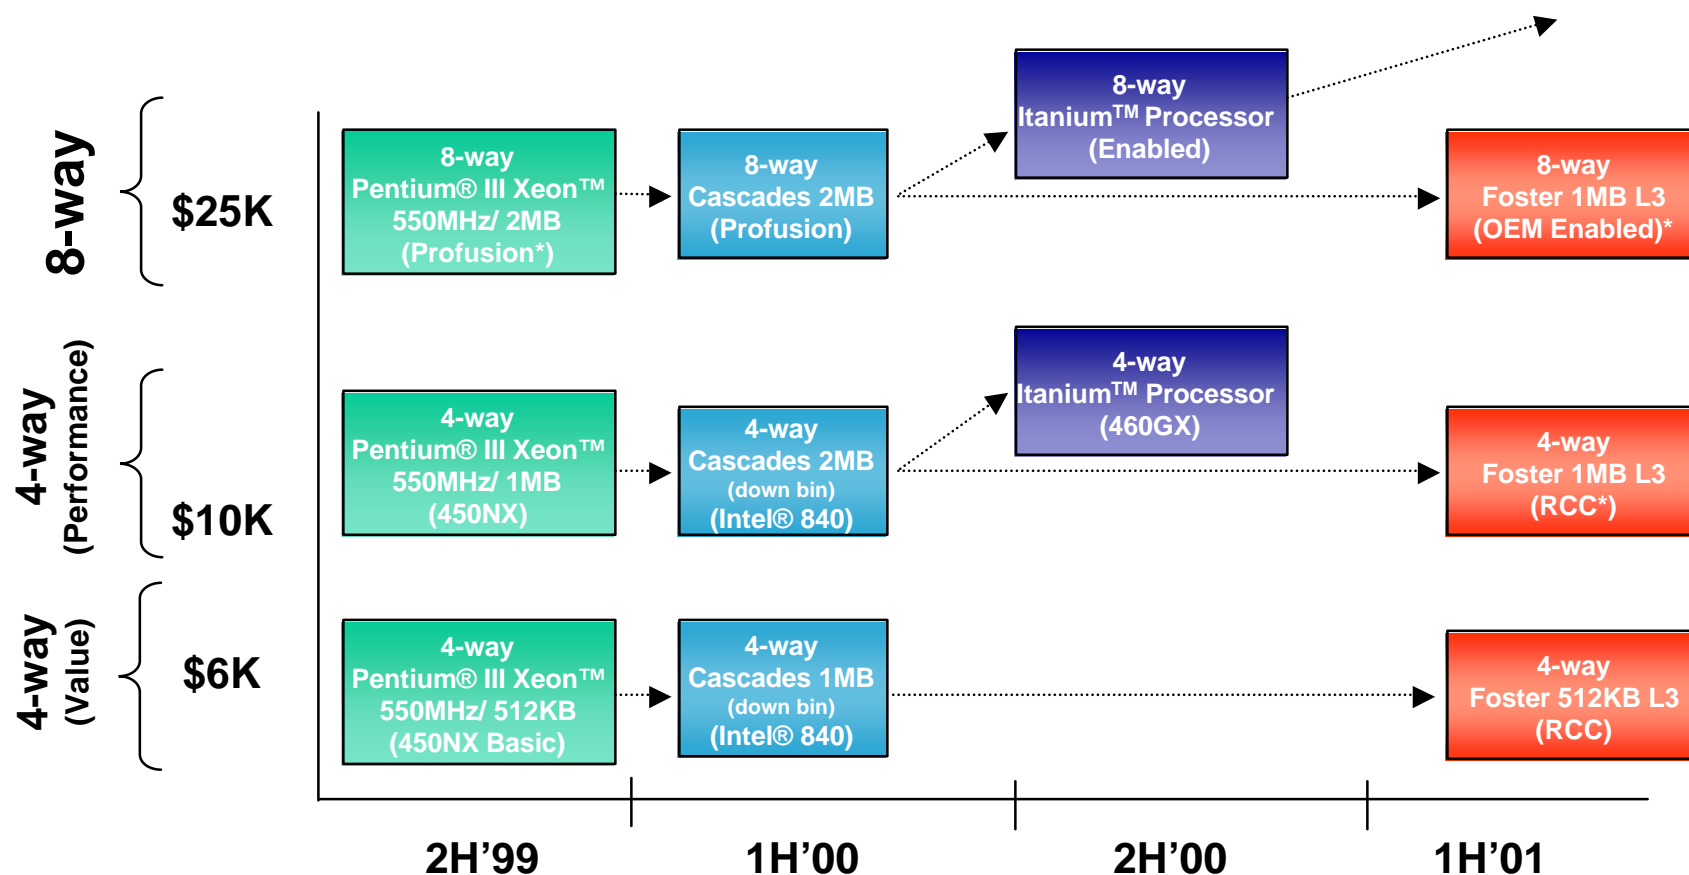 8-way
$25K
8-way
Pentium® III Xeon™
550MHz/ 2MB
(Profusion*)
8-way
Cascades 2MB
(Profusion)
8-way
Itanium™ Processor
(Enabled)
8-way
Foster 1MB L3
(OEM Enabled)*
4-way
(Performance)
$10K
4-way
Pentium® III Xeon™
550MHz/ 1MB
(450NX)
4-way
Cascades 2MB
(down bin)
(Intel® 840)
4-way
Itanium™ Processor
(460GX)
4-way
Foster 1MB L3
(RCC*)
4-way
(Value)
$6K
4-way
Pentium® III Xeon™
550MHz/ 512KB
(450NX Basic)
4-way
Cascades 1MB
(down bin)
(Intel® 840)
4-way
Foster 512KB L3
(RCC)
2H’99
1H’00
2H’00
1H’01